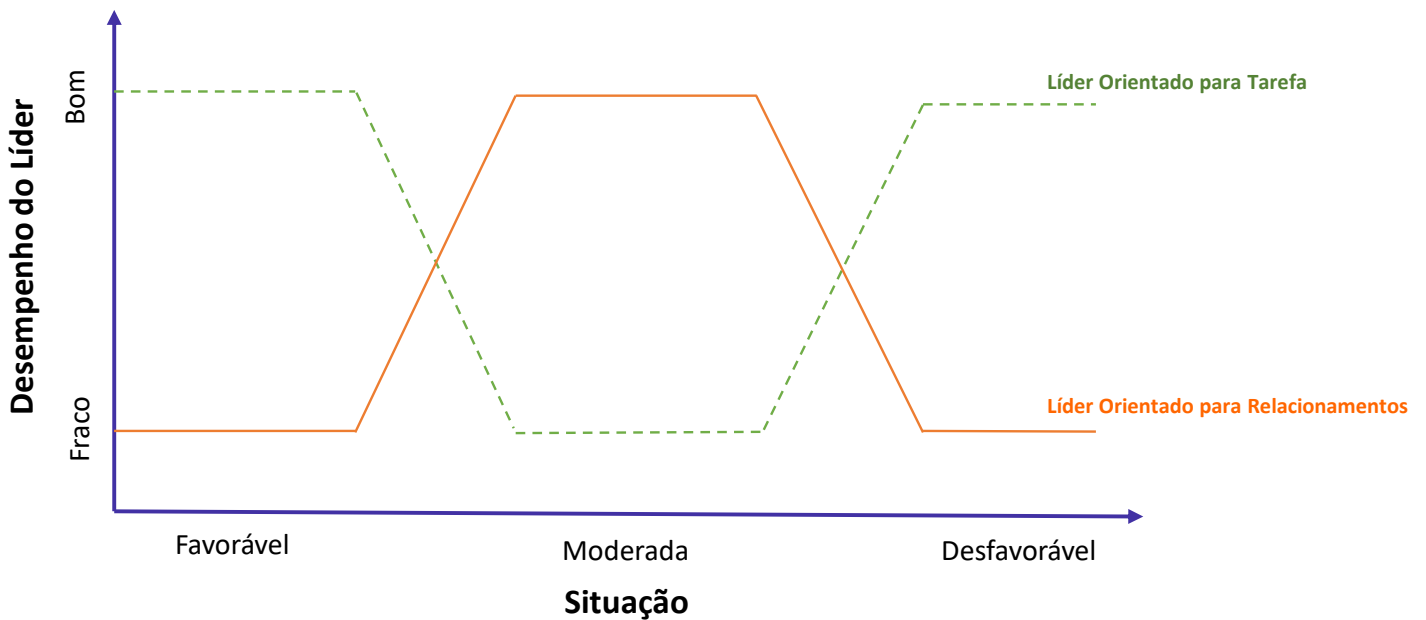 Desempenho do Líder
Bom
Fraco
Líder Orientado para Tarefa
Líder Orientado para Relacionamentos
Favorável
Moderada
Desfavorável
Situação